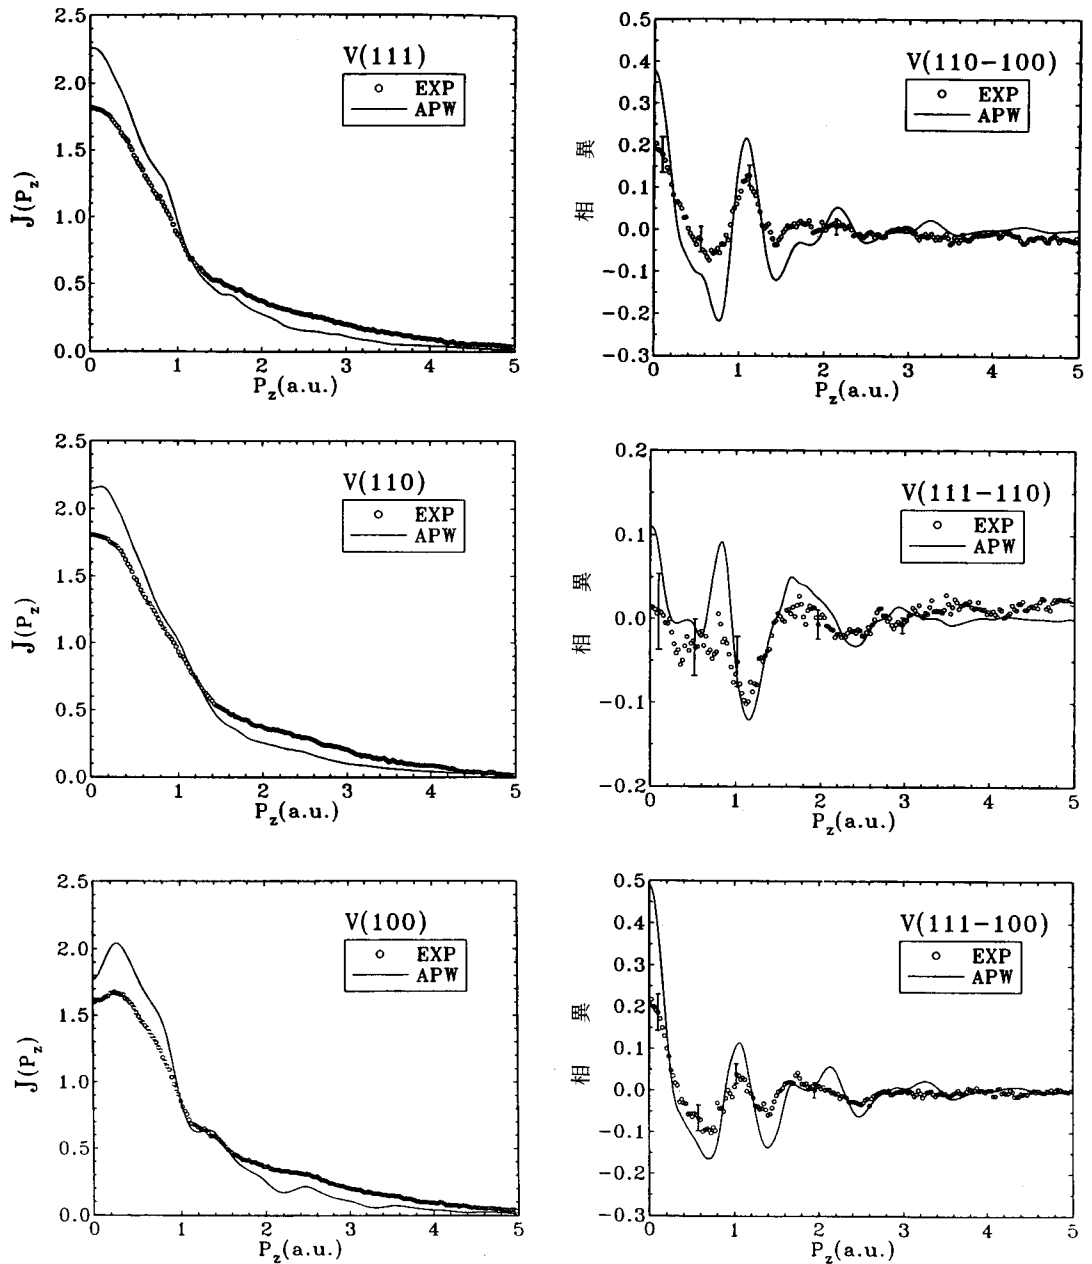 2.5
2.0
1.5
1.0
0.5
0.0
J(Pz)
V(111)
EXP
APW
0 1 2 3 4 5
Pz(a.u.)
0.5
0.4
0.3
0.2
0.1
0.0
-0.1
-0.2
-0.3
相 異
V(110-100)
EXP
APW
0 1 2 3 4 5
Pz(a.u.)
2.5
2.0
1.5
1.0
0.5
0.0
J(Pz)
V(110)
EXP
APW
0 1 2 3 4 5
Pz(a.u.)
0.2
0.1
0.0
-0.1
-0.2
相 異
V(111-110)
EXP
APW
0 1 2 3 4 5
Pz(a.u.)
2.5
2.0
1.5
1.0
0.5
0.0
J(Pz)
V(100)
EXP
APW
0 1 2 3 4 5
Pz(a.u.)
0.5
0.4
0.3
0.2
0.1
0.0
-0.1
-0.2
-0.3
相 異
V(111-100)
EXP
APW
0 1 2 3 4 5
Pz(a.u.)